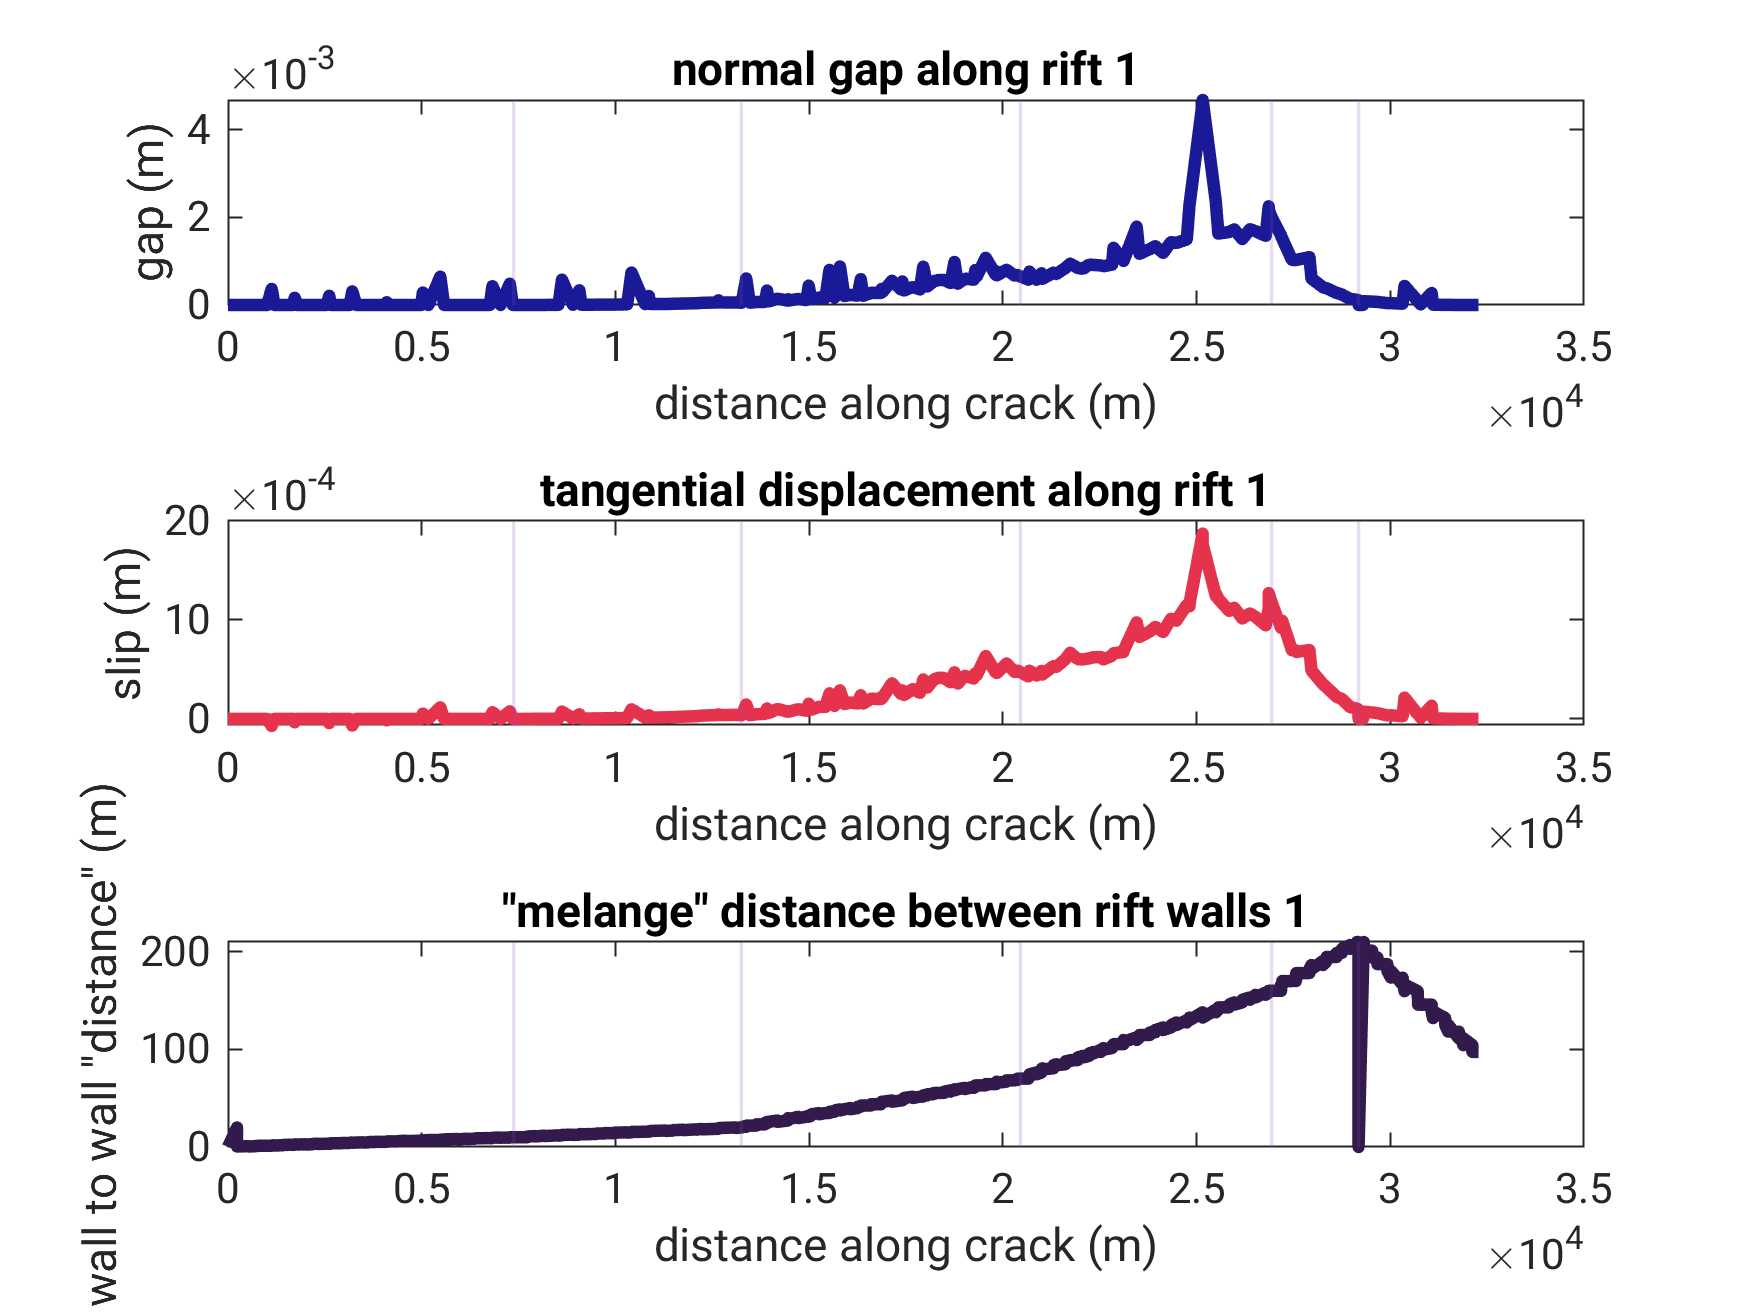 normal gap along rift 1
×10-3
gap (m)
4
2
0
0 0.5 1 1.5 2 2.5 3 3.5
distance along crack (m)
×104
tangential displacement along rift 1
×10-4
slip (m)
20
10
0
0 0.5 1 1.5 2 2.5 3 3.5
distance along crack (m)
×104
"melange" distance between rift walls 1
wall to wall "distance" (m)
200
100
0
0 0.5 1 1.5 2 2.5 3 3.5
distance along crack (m)
×104